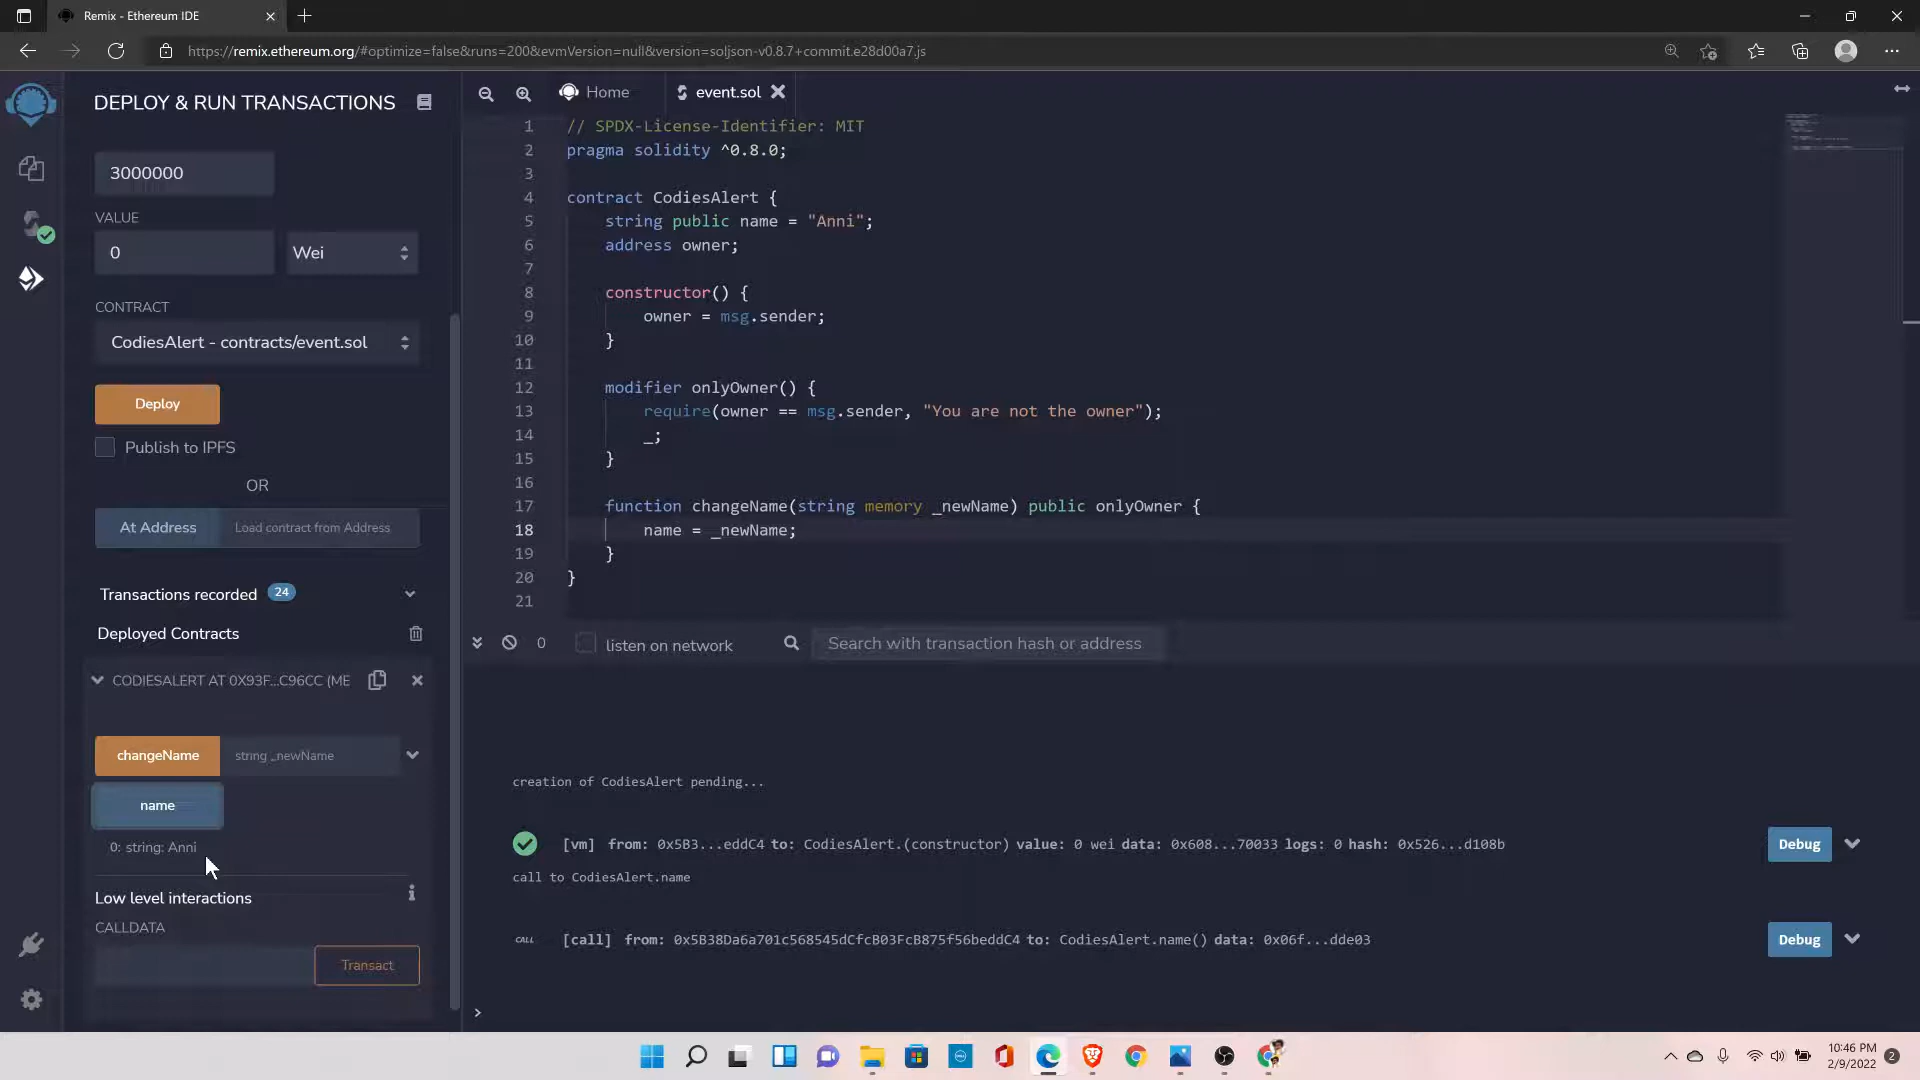 Remix - Ethereum IDE
https://remix.ethereum.org/#optimize=false&runs=200&evmVersion=null&version=soljson-v0.8.7+commit.e28d00a7.js
DEPLOY & RUN TRANSACTIONS
3000000
VALUE
0
Wei
CONTRACT
CodiesAlert - contracts/event.sol
Deploy
Publish to IPFS
OR
At Address
Load contract from Address
Transactions recorded 24
Deployed Contracts
CODIESALERT AT 0X93F...C96CC (ME
changeName
string _newName
name
0: string: Anni
Low level interactions
i
CALLDATA
Transact
Home
event.sol
1 // SPDX-License-Identifier: MIT
2 pragma solidity ^0.8.0;
3
4 contract CodiesAlert {
5 string public name = "Anni";
6 address owner;
7
8 constructor() {
9 owner = msg.sender;
10 }
11
12 modifier onlyOwner() {
13 require(owner == msg.sender, "You are not the owner");
14 _;
15 }
16
17 function changeName(string memory _newName) public onlyOwner {
18 name = _newName;
19 }
20 }
21
0
listen on network
Search with transaction hash or address
creation of CodiesAlert pending...
[vm] from: 0x5B3...eddC4 to: CodiesAlert.(constructor) value: 0 wei data: 0x608...70033 logs: 0 hash: 0x526...d108b
Debug
call to CodiesAlert.name
CALL [call] from: 0x5B38Da6a701c568545dCfcB03FcB875f56beddC4 to: CodiesAlert.name() data: 0x06f...dde03
Debug
>
10:46 PM
2/9/2022
2